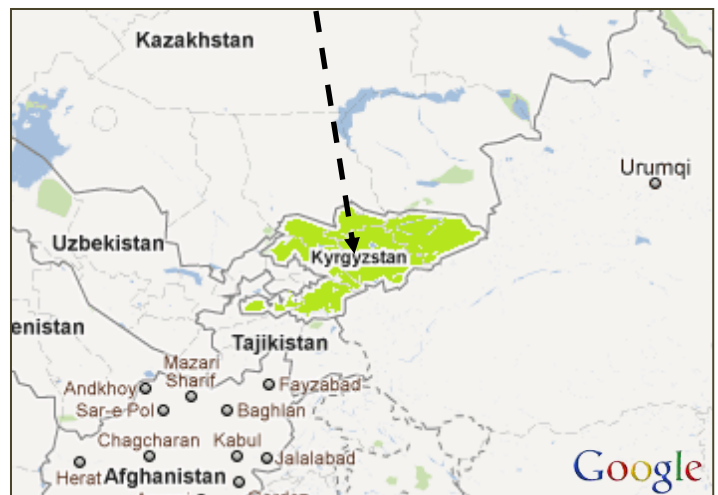 Kazakhstan
Urumqi
Uzbekistan
Kyrgyzstan
enistan
Tajikistan
Mazari
Sharif
Andkhoy
Fayzabad
Sar-e Pol
Baghlan
Chagcharan
Kabul
Herat
Afghanistan
Jalalabad
Google